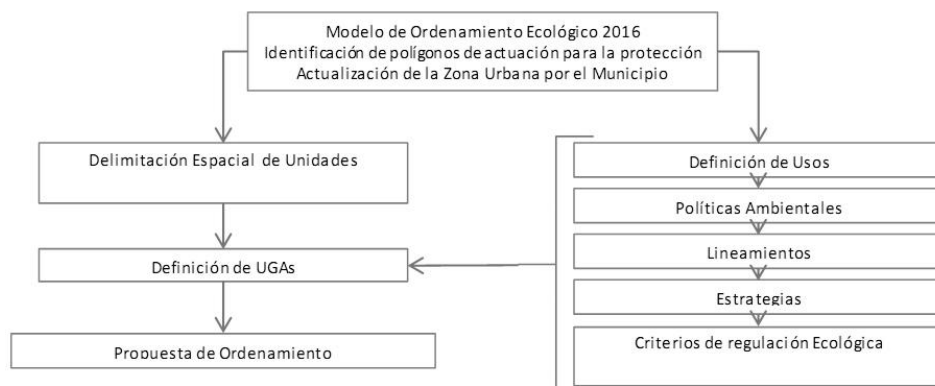 Modelo de Ordenamiento Ecológico 2016
Identificación de polígonos de actuación para la protección
Actualización de la Zona Urbana por el Municipio
Delimitación Espacial de Unidades
Definición de UGAs
Propuesta de Ordenamiento
Definición de Usos
Políticas Ambientales
Lineamientos
Estrategias
Criterios de regulación Ecológica